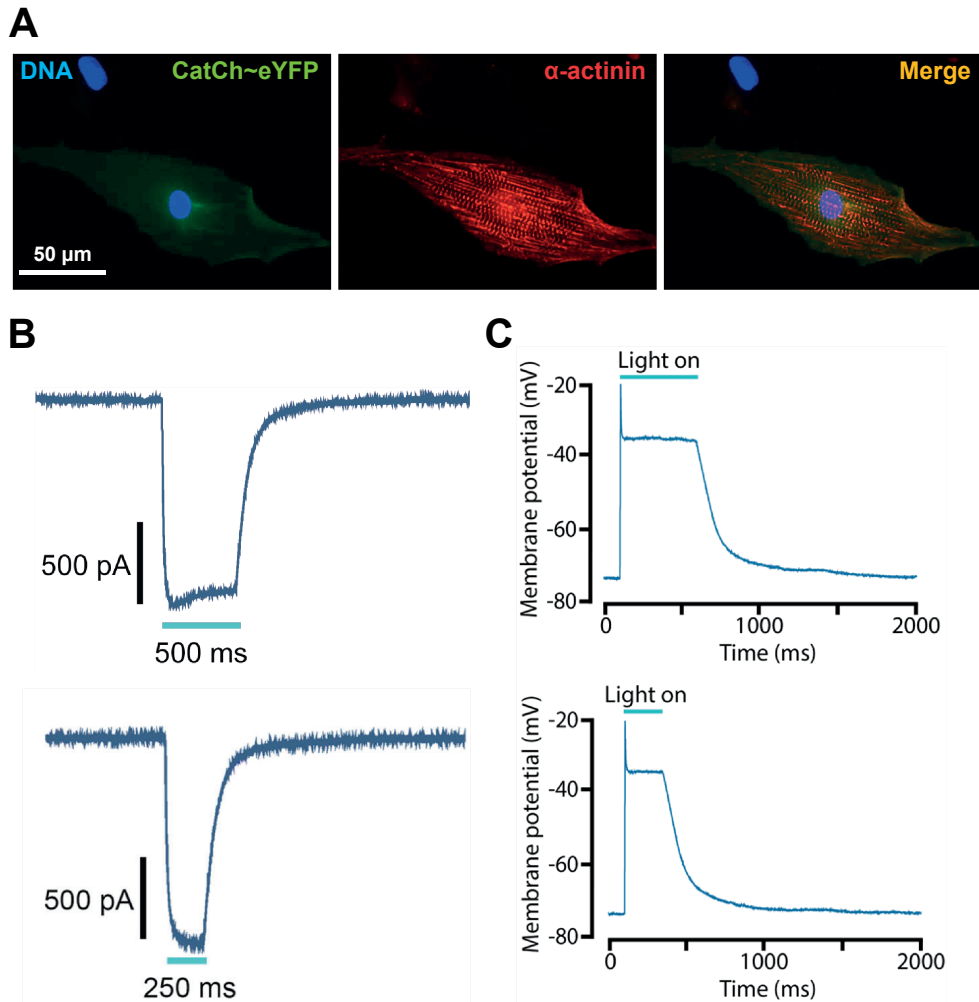 A
DNA
CatCh~eYFP
α-actinin
Merge
50 µm
B
500 pA
500 ms
500 pA
250 ms
C
Light on
Membrane potential (mV)
-20
-40
-60
-80
0
1000
2000
Time (ms)
Light on
Membrane potential (mV)
-20
-40
-60
-80
0
1000
2000
Time (ms)